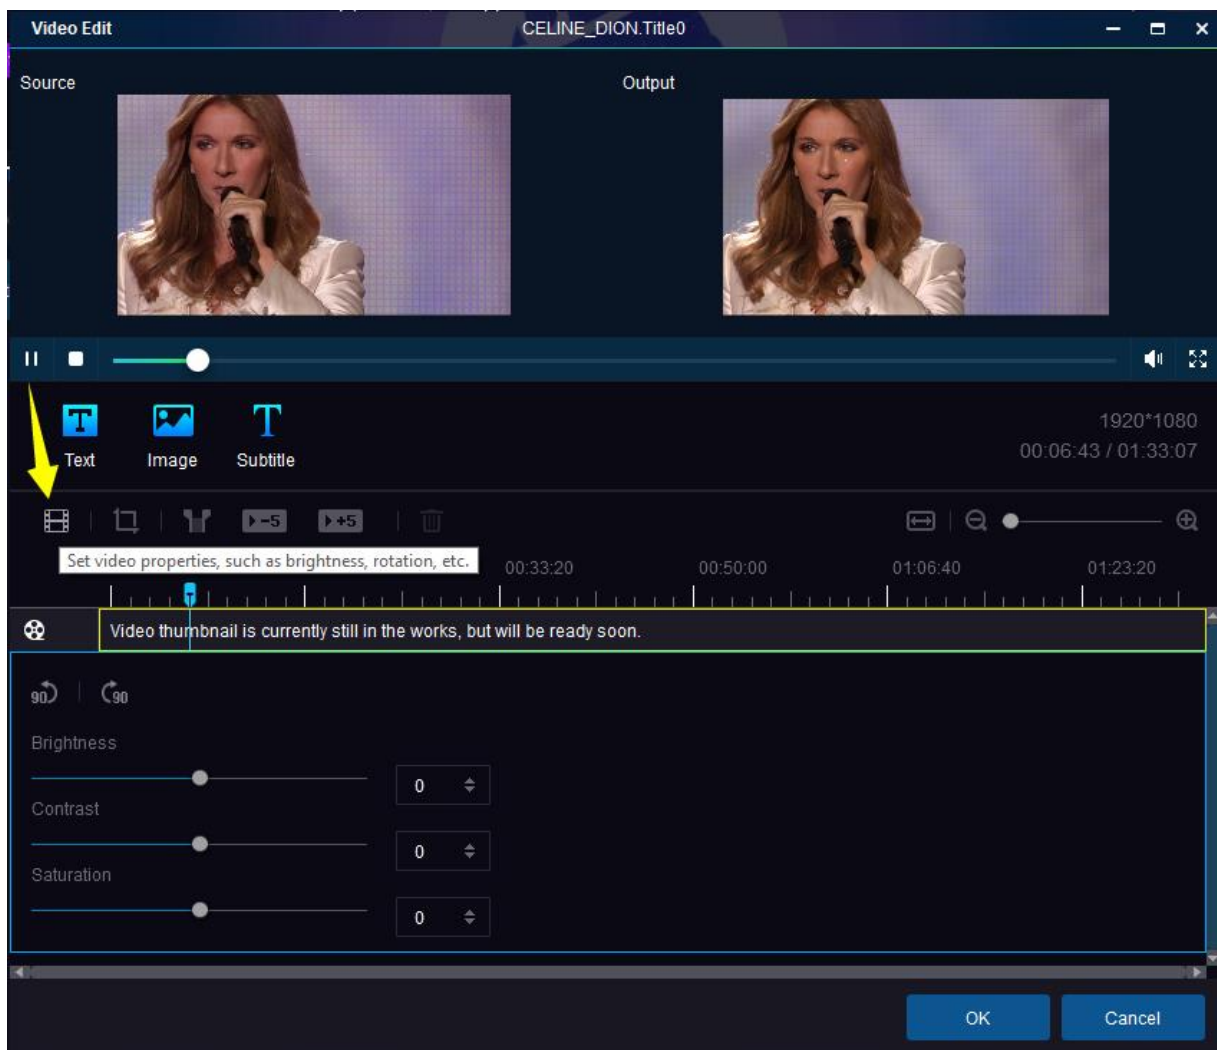 Video Edit
CELINE_DION.Title0
Source
Output
T
T
Text
Image
Subtitle
1920*1080
00:06:43 / 01:33:07
-5
+5
Set video properties, such as brightness, rotation, etc.
00:33:20
00:50:00
01:06:40
01:23:20
Video thumbnail is currently still in the works, but will be ready soon.
90
90
Brightness
0
Contrast
0
Saturation
0
OK
Cancel